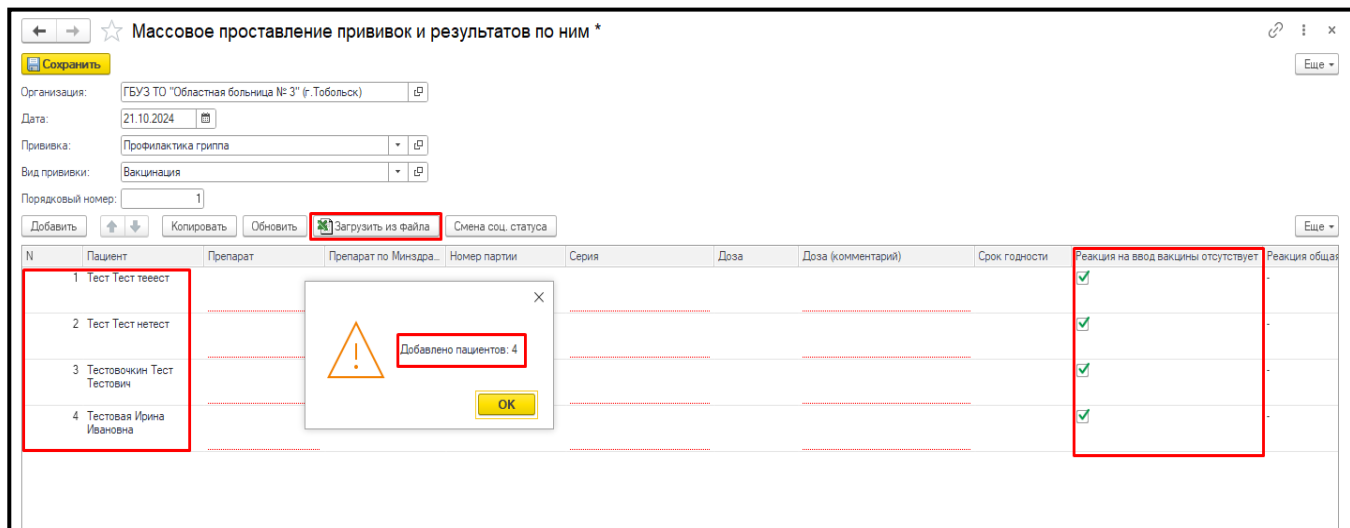 Массовое проставление прививок и результатов по ним *
Сохранить
Еще
Организация: ГБУЗ ТО "Областная больница № 3" (г.Тобольск)
Дата: 21.10.2024
Прививка: Профилактика гриппа
Вид прививки: Вакцинация
Порядковый номер: 1
Добавить Копировать Обновить Загрузить из файла Смена соц. статуса Еще
N Пациент Препарат Препарат по Минздра... Номер партии Серия Доза Доза (комментарий) Срок годности Реакция на ввод вакцины отсутствует Реакция общая
1 Тест Тест тееест -
2 Тест Тест нетест -
Добавлено пациентов: 4
3 Тестовочкин Тест -
Тестович
OK
4 Тестовая Ирина -
Ивановна